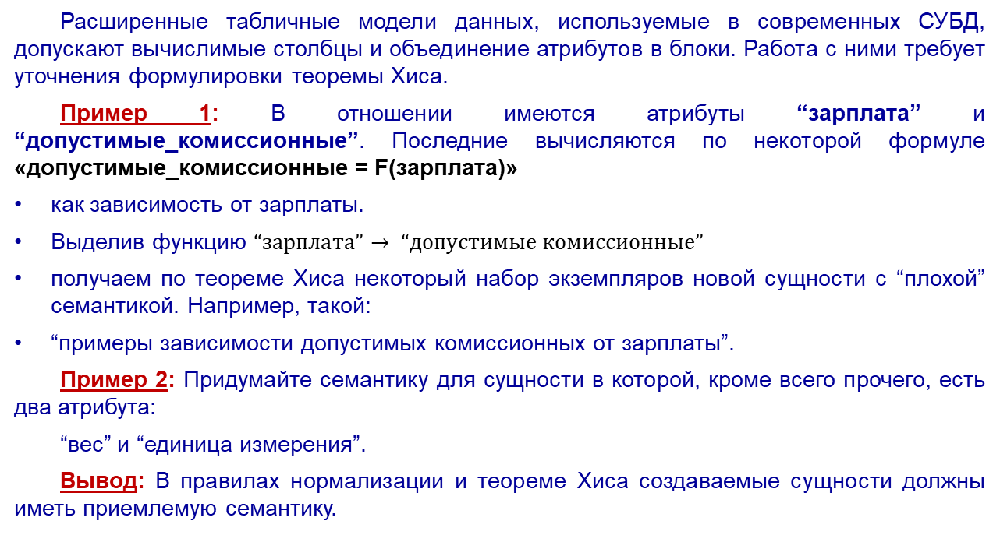 Расширенные табличные модели данных, используемые в современных СУБД,
допускают вычислимые столбцы и объединение атрибутов в блоки. Работа с ними требует
уточнения формулировки теоремы Хиса.
Пример 1: В отношении имеются атрибуты “зарплата” и
“допустимые_комиссионные”. Последние вычисляются по некоторой формуле
«допустимые_комиссионные = F(зарплата)»
• как зависимость от зарплаты.
• Выделив функцию “зарплата” → “допустимые комиссионные”
• получаем по теореме Хиса некоторый набор экземпляров новой сущности с “плохой”
семантикой. Например, такой:
• “примеры зависимости допустимых комиссионных от зарплаты”.
Пример 2: Придумайте семантику для сущности в которой, кроме всего прочего, есть
два атрибута:
“вес” и “единица измерения”.
Вывод: В правилах нормализации и теореме Хиса создаваемые сущности должны
иметь приемлемую семантику.